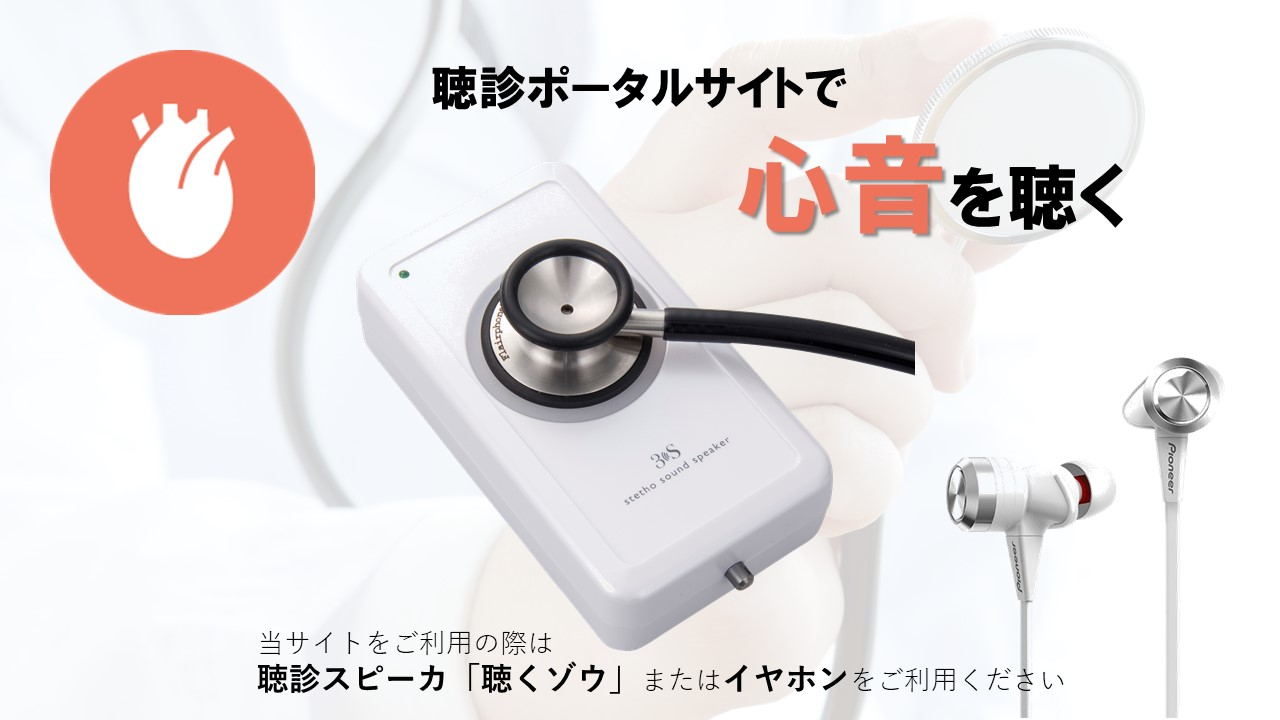 聴診ポータルサイトで
心音を聴く
Flairphone
3S
stetho sound speaker
Pioneer
Pioneer
当サイトをご利用の際は
聴診スピーカ「聴くゾウ」またはイヤホンをご利用ください